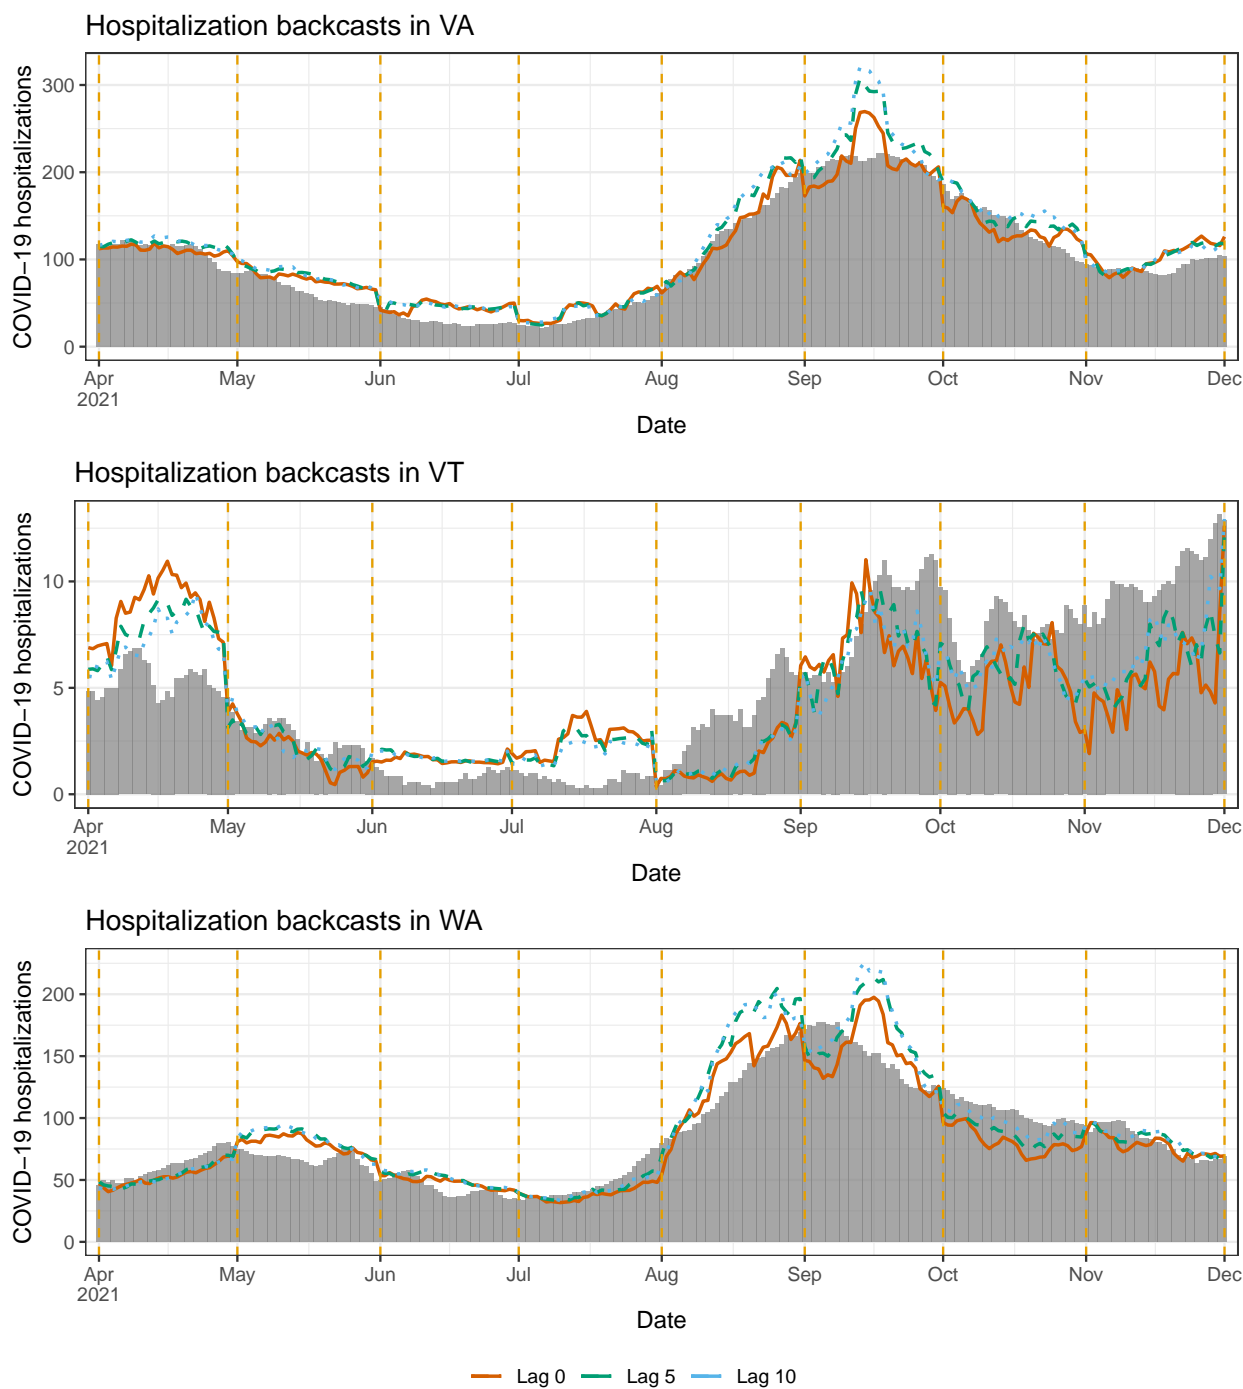 Hospitalization backcasts in VA
COVID−19 hospitalizations
300
200
100
0
Apr
2021
May
Jun
Jul
Aug
Sep
Oct
Nov
Dec
Date
Hospitalization backcasts in VT
COVID−19 hospitalizations
10
5
0
Apr
2021
May
Jun
Jul
Aug
Sep
Oct
Nov
Dec
Date
Hospitalization backcasts in WA
COVID−19 hospitalizations
200
150
100
50
0
Apr
2021
May
Jun
Jul
Aug
Sep
Oct
Nov
Dec
Date
Lag 0 Lag 5 Lag 10